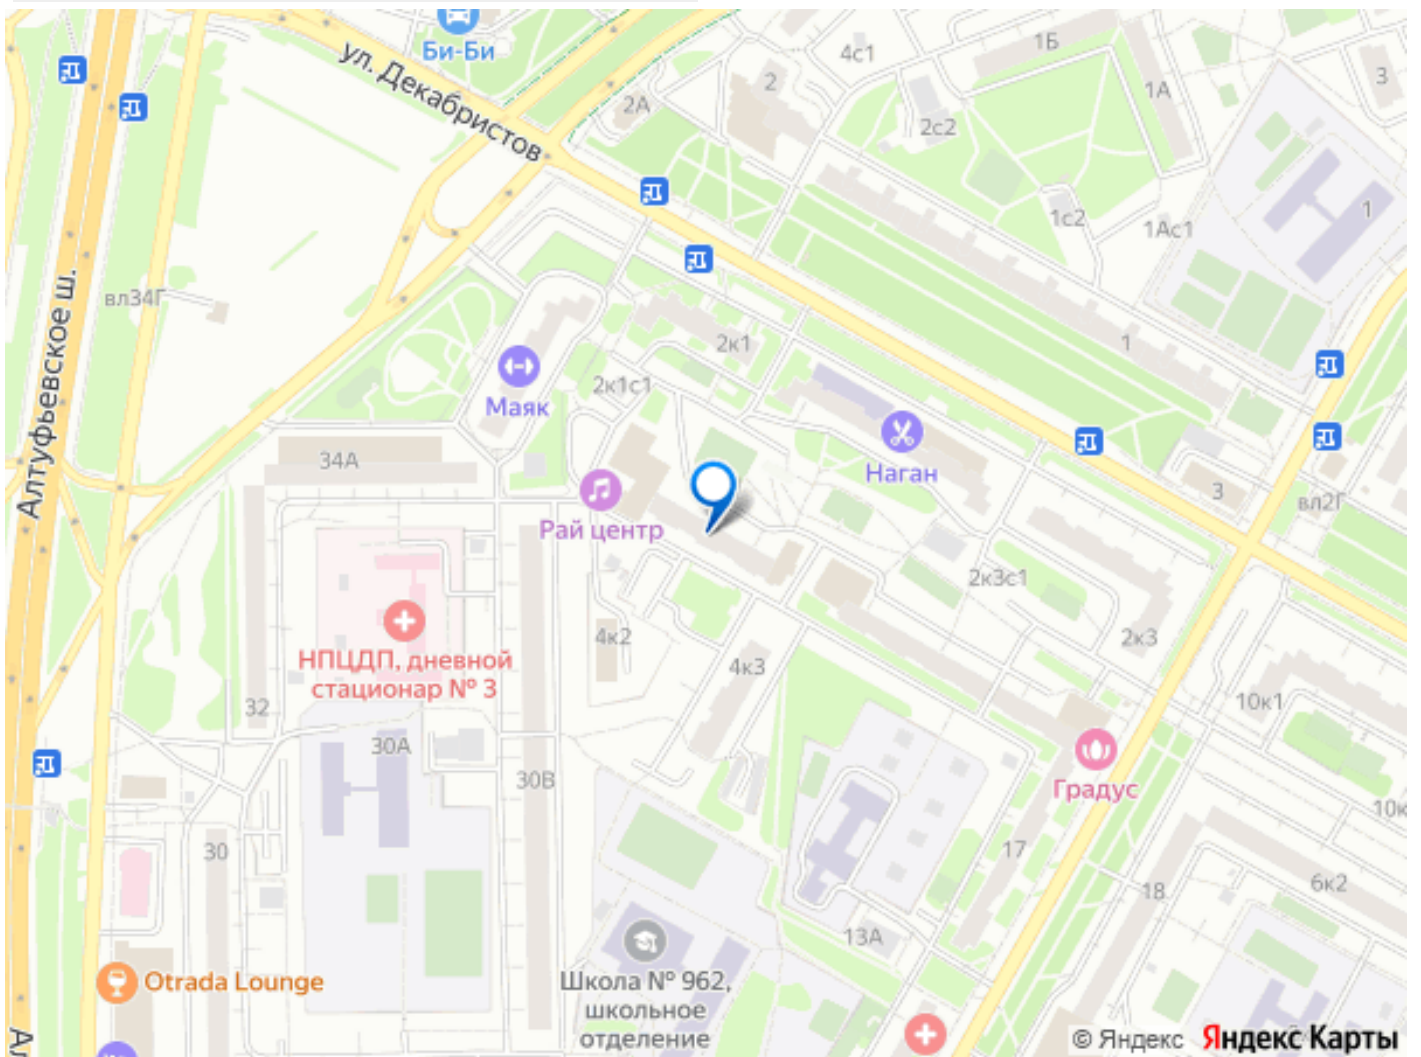 Би-Би
ул. Декабристов
4с1
1Б
3
2
2А
1А
2с2
1
1с2
1Ас1
вл34Г
Алтуфьевское ш.
2к1
1
Маяк
2к1с1
Наган
34А
3
вл2Г
Рай центр
2к3с1
НПЦДП, дневной
стационар № 3
4к2
4к3
2к3
32
10к1
30А
30В
Градус
10к
30
17
6к2
18
13А
Otrada Lounge
Школа № 962,
школьное
отделение
Ал
© Яндекс Яндекс Карты